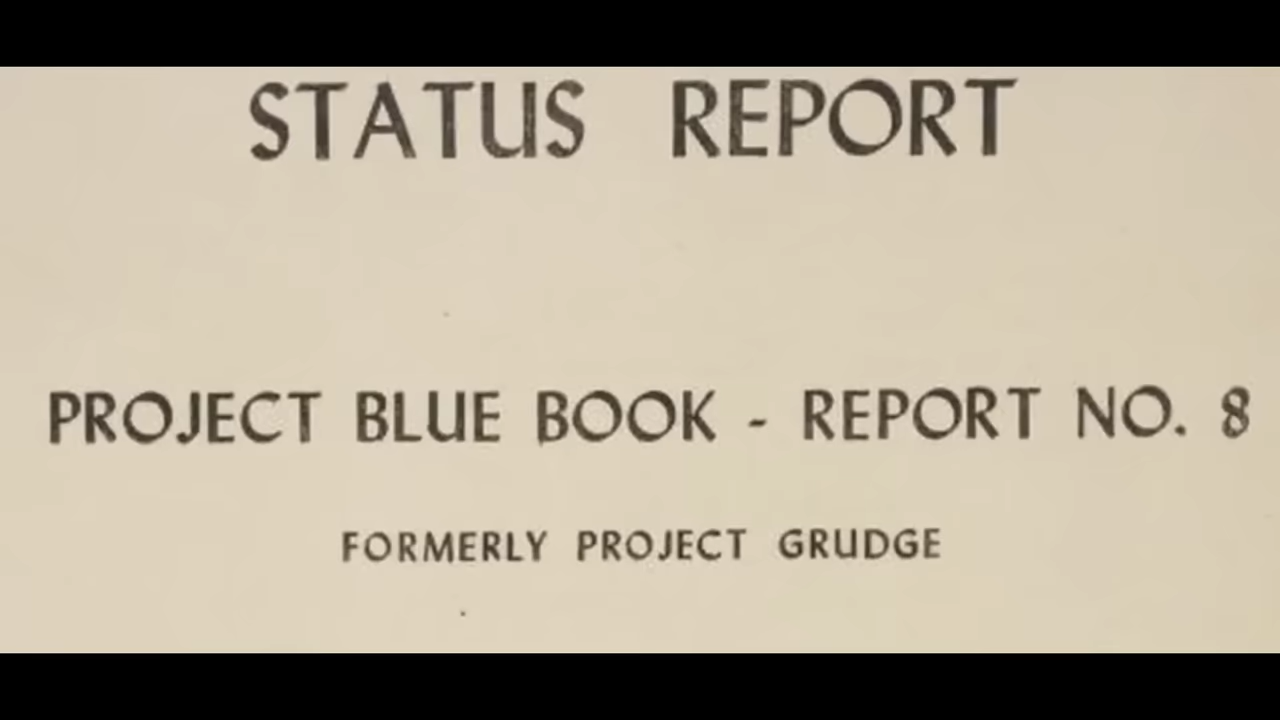 STATUS REPORT
PROJECT BLUE BOOK - REPORT NO. 8
FORMERLY PROJECT GRUDGE